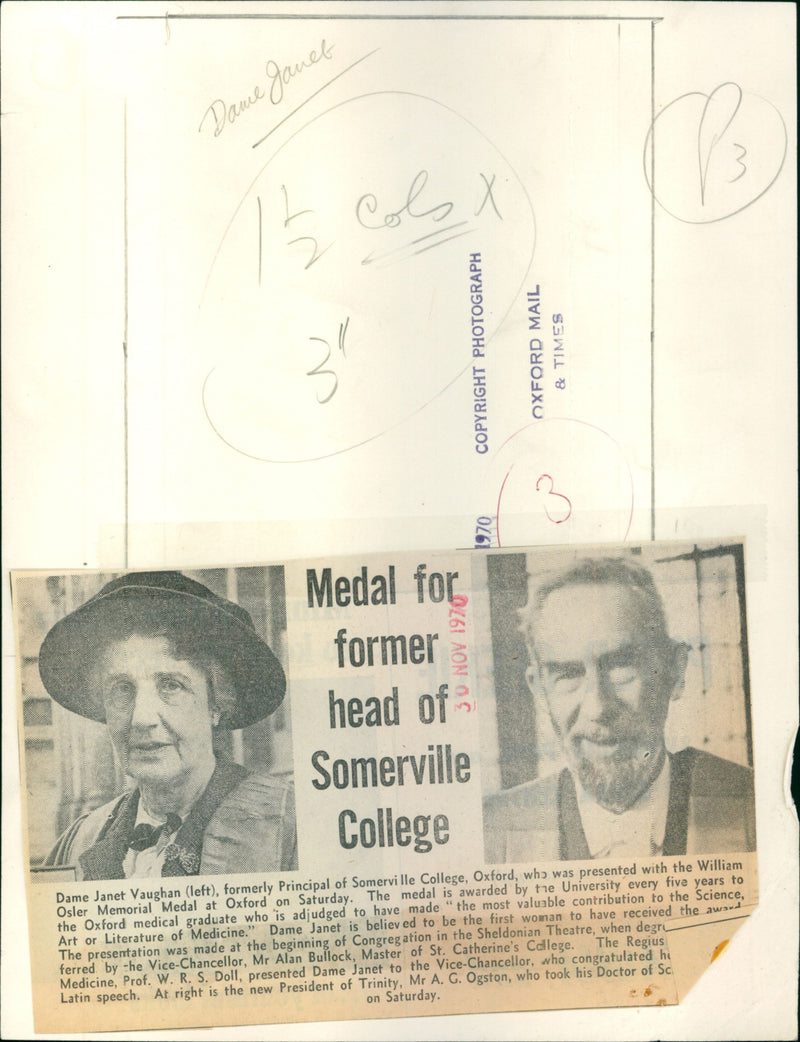 Dame Janet
P3
1 1/2 Cols X
3"
COPYRIGHT PHOTOGRAPH
OXFORD MAIL
& TIMES
3
1970
Medal for
former
head of
Somerville
College
30 NOV 1970
Dame Janet Vaughan (left), formerly Principal of Somerville College, Oxford, who was presented with the William
Osler Memorial Medal at Oxford on Saturday. The medal is awarded by the University every five years to
the Oxford medical graduate who is adjudged to have made "the most valuable contribution to the Science,
Art or Literature of Medicine." Dame Janet is believed to be the first woman to have received the award.
The presentation was made at the beginning of Congregation in the Sheldonian Theatre, when degr
ferred by the Vice-Chancellor, Mr Alan Bullock, Master of St. Catherine's College. The Regius
Medicine, Prof. W. R. S. Doll, presented Dame Janet to the Vice-Chancellor, who congratulated h
Latin speech. At right is the new President of Trinity, Mr A. G. Ogston, who took his Doctor of Sc
on Saturday.